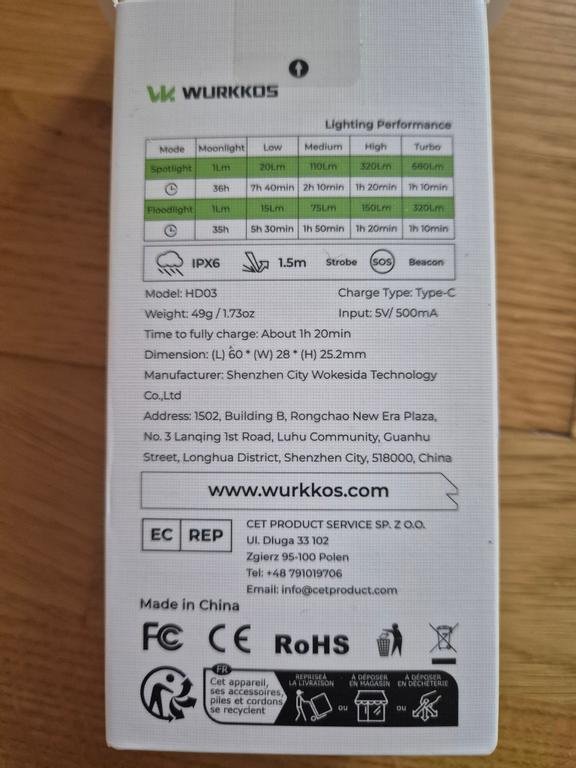 WURKKOS
Lighting Performance
Mode Moonlight Low Medium High Turbo
Spotlight 1Lm 20Lm 110Lm 320Lm 680Lm
36h 7h 40min 2h 10min 1h 20min 1h 10min
Floodlight 1Lm 15Lm 75Lm 150Lm 320Lm
35h 5h 30min 1h 50min 1h 20min 1h 10min
IPX6 1.5m Strobe SOS Beacon
Model: HD03 Charge Type: Type-C
Weight: 49g / 1.73oz Input: 5V/ 500mA
Time to fully charge: About 1h 20min
Dimension: (L) 60 * (W) 28 * (H) 25.2mm
Manufacturer: Shenzhen City Wokesida Technology
Co.,Ltd
Address: 1502, Building B, Rongchao New Era Plaza,
No. 3 Lanqing 1st Road, Luhu Community, Guanhu
Street, Longhua District, Shenzhen City, 518000, China
www.wurkkos.com
EC REP
CET PRODUCT SERVICE SP. Z O.O.
Ul. Dluga 33 102
Zgierz 95-100 Polen
Tel: +48 791019706
Email: info@cetproduct.com
Made in China
FC CE RoHS
FR
Cet appareil,
ses accessoires,
piles et cordons
se recyclent
REPRISE À
LA LIVRAISON
ou
À DÉPOSER
EN MAGASIN
ou
À DÉPOSER
EN DÉCHÈTERIE